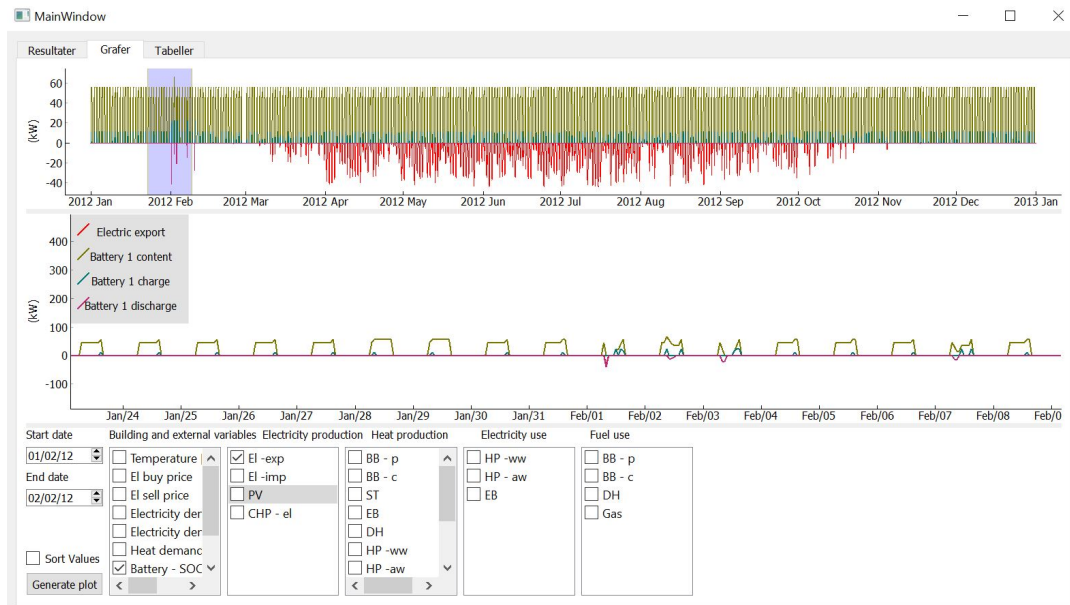 MainWindow
Resultater Grafer Tabeller
60
40
20
0
-20
-40
(kW)
2012 Jan 2012 Feb 2012 Mar 2012 Apr 2012 May 2012 Jun 2012 Jul 2012 Aug 2012 Sep 2012 Oct 2012 Nov 2012 Dec 2013 Jan
Electric export
Battery 1 content
Battery 1 charge
Battery 1 discharge
400
300
200
100
0
-100
(kW)
Jan/24 Jan/25 Jan/26 Jan/27 Jan/28 Jan/29 Jan/30 Jan/31 Feb/01 Feb/02 Feb/03 Feb/04 Feb/05 Feb/06 Feb/07 Feb/08 Feb/0
Start date Building and external variables Electricity production Heat production Electricity use Fuel use
01/02/12
End date
02/02/12
Sort Values
Generate plot
Temperature
El buy price
El sell price
Electricity der
Electricity der
Heat demanc
Battery - SOC
El -exp
El -imp
PV
CHP - el
BB - p
BB - c
ST
EB
DH
HP -ww
HP -aw
HP -ww
HP - aw
EB
BB - p
BB - c
DH
Gas